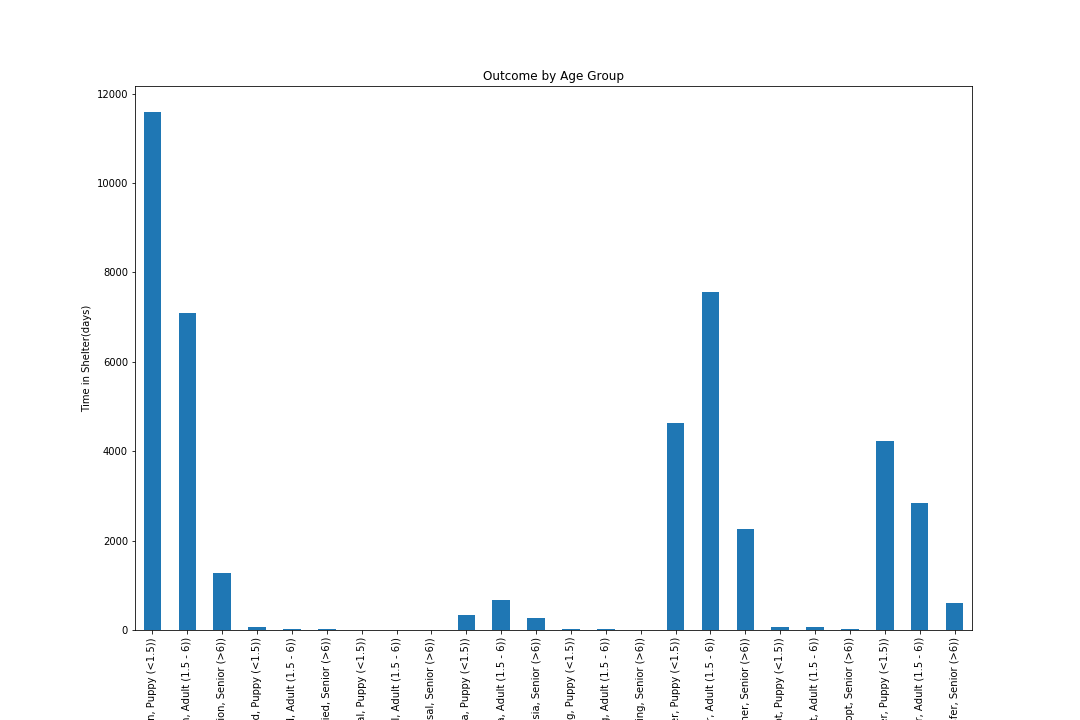 Outcome by Age Group
12000
10000
8000
6000
4000
2000
0
Time in Shelter(days)
n, Puppy (<1.5))
n, Adult (1.5 - 6))
ion, Senior (>6))
d, Puppy (<1.5))
d, Adult (1.5 - 6))
ied, Senior (>6))
al, Puppy (<1.5))
l, Adult (1.5 - 6))
sal, Senior (>6))
a, Puppy (<1.5))
a, Adult (1.5 - 6))
sia, Senior (>6))
g, Puppy (<1.5))
g, Adult (1.5 - 6))
ing, Senior (>6))
er, Puppy (<1.5))
r, Adult (1.5 - 6))
ner, Senior (>6))
pt, Puppy (<1.5))
t, Adult (1.5 - 6))
opt, Senior (>6))
er, Puppy (<1.5))
r, Adult (1.5 - 6))
fer, Senior (>6))